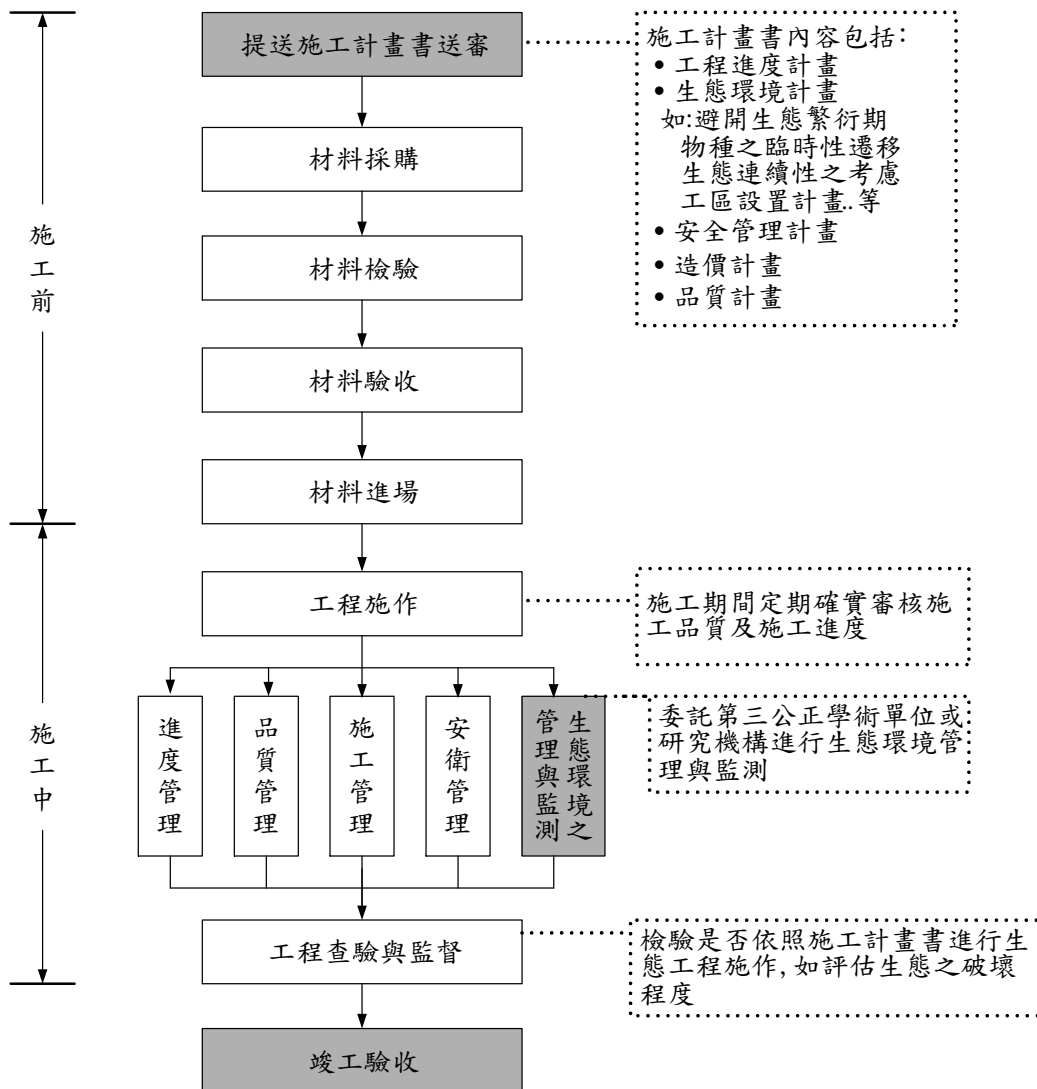 提送施工計畫書送審
施工計畫書內容包括:
• 工程進度計畫
• 生態環境計畫
如:避開生態繁衍期
物種之臨時性遷移
生態連續性之考慮
工區設置計畫..等
• 安全管理計畫
• 造價計畫
• 品質計畫
材料採購
材料檢驗
材料驗收
材料進場
施工前
工程施作
施工期間定期確實審核施
工品質及施工進度
施工中
進度管理
品質管理
施工管理
安衛管理
生態環境之
管理與監測
委託第三公正學術單位或
研究機構進行生態環境管
理與監測
工程查驗與監督
檢驗是否依照施工計畫書進行生
態工程施作,如評估生態之破壞
程度
竣工驗收